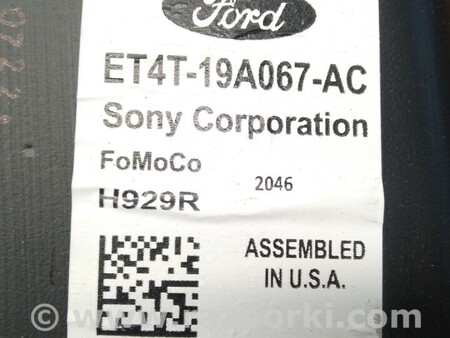 Ford
ET4T-19A067-AC
Sony Corporation
FoMoCo
2046
H929R
ASSEMBLED
IN U.S.A.